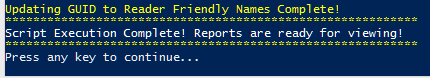 Updating GUID to Reader Friendly Names Complete!
*********************************************************
Script Execution Complete! Reports are ready for viewing!
*********************************************************
Press any key to continue...